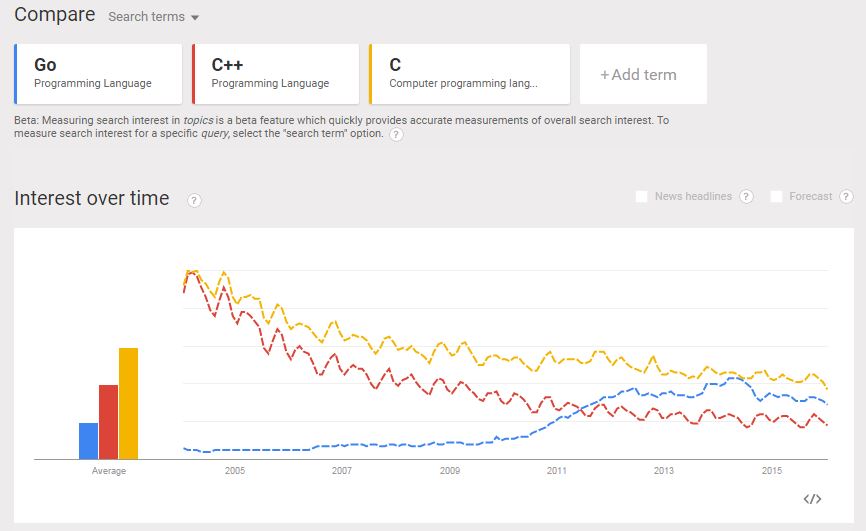 Compare Search terms
Go
Programming Language
C++
Programming Language
C
Computer programming lang...
+Add term
Beta: Measuring search interest in topics is a beta feature which quickly provides accurate measurements of overall search interest. To
measure search interest for a specific query, select the "search term" option. ?
Interest over time ?
News headlines ? Forecast ?
Average 2005 2007 2009 2011 2013 2015
</>